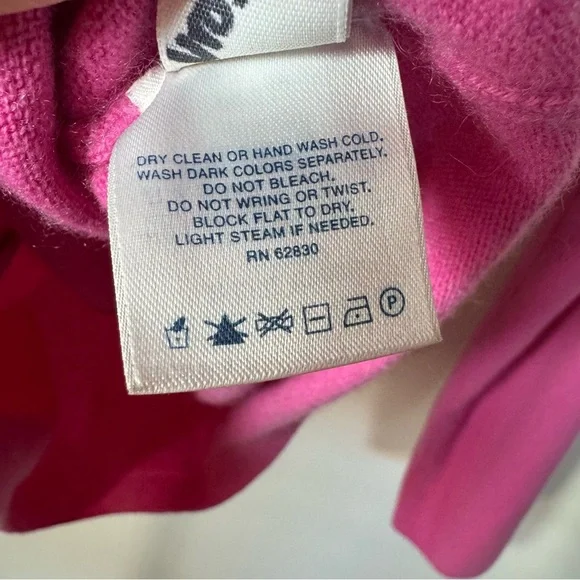 DRY CLEAN OR HAND WASH COLD.
WASH DARK COLORS SEPARATELY.
DO NOT BLEACH.
DO NOT WRING OR TWIST.
BLOCK FLAT TO DRY.
LIGHT STEAM IF NEEDED.
RN 62830
P